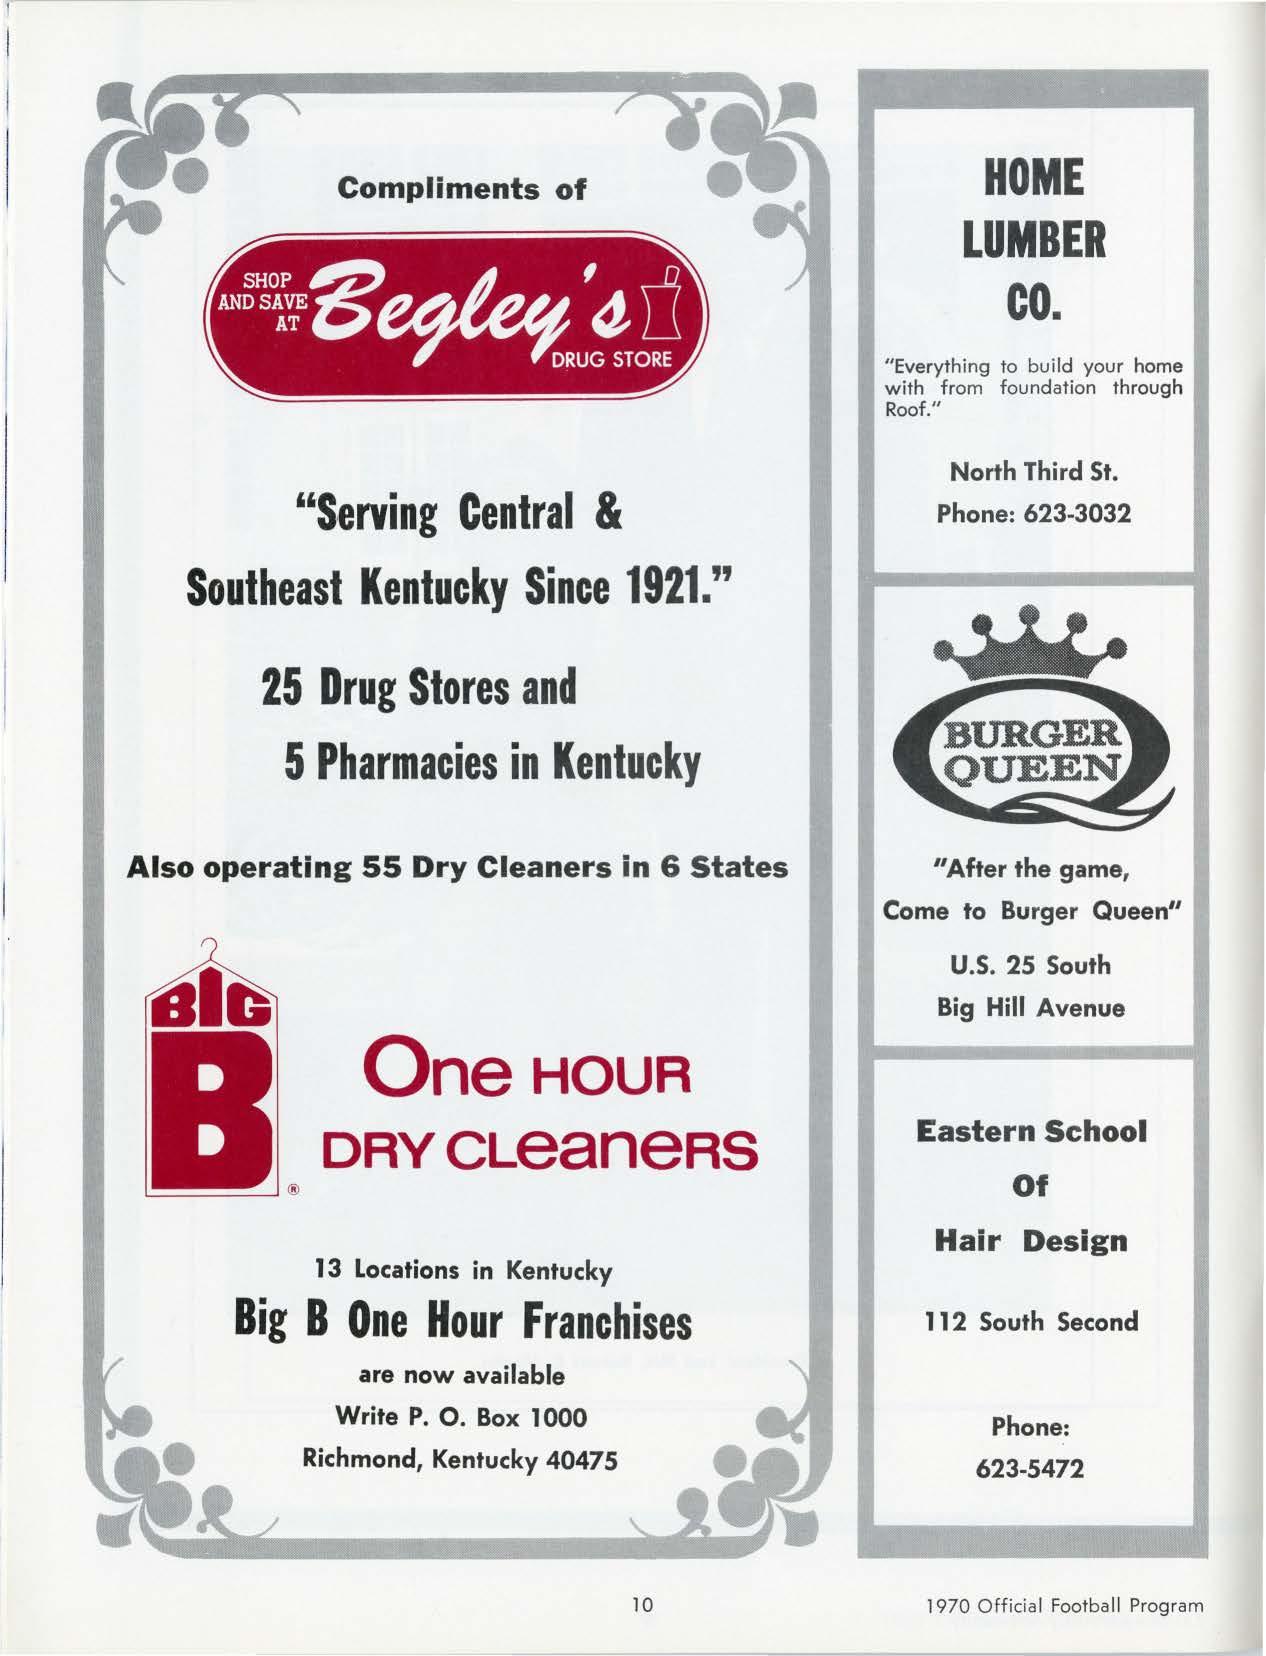 Compliments of
SHOP
AND SAVE
AT
Begley's
DRUG STORE
“Serving Central &
Southeast Kentucky Since 1921.”
25 Drug Stores and
5 Pharmacies in Kentucky
Also operating 55 Dry Cleaners in 6 States
BIG
B
®
One HOUR
DRY CLeaneRS
13 Locations in Kentucky
Big B One Hour Franchises
are now available
Write P. O. Box 1000
Richmond, Kentucky 40475
HOME
LUMBER
CO.
"Everything to build your home
with from foundation through
Roof."
North Third St.
Phone: 623-3032
BURGER
QUEEN
"After the game,
Come to Burger Queen"
U.S. 25 South
Big Hill Avenue
Eastern School
Of
Hair Design
112 South Second
Phone:
623-5472
10
1970 Official Football Program